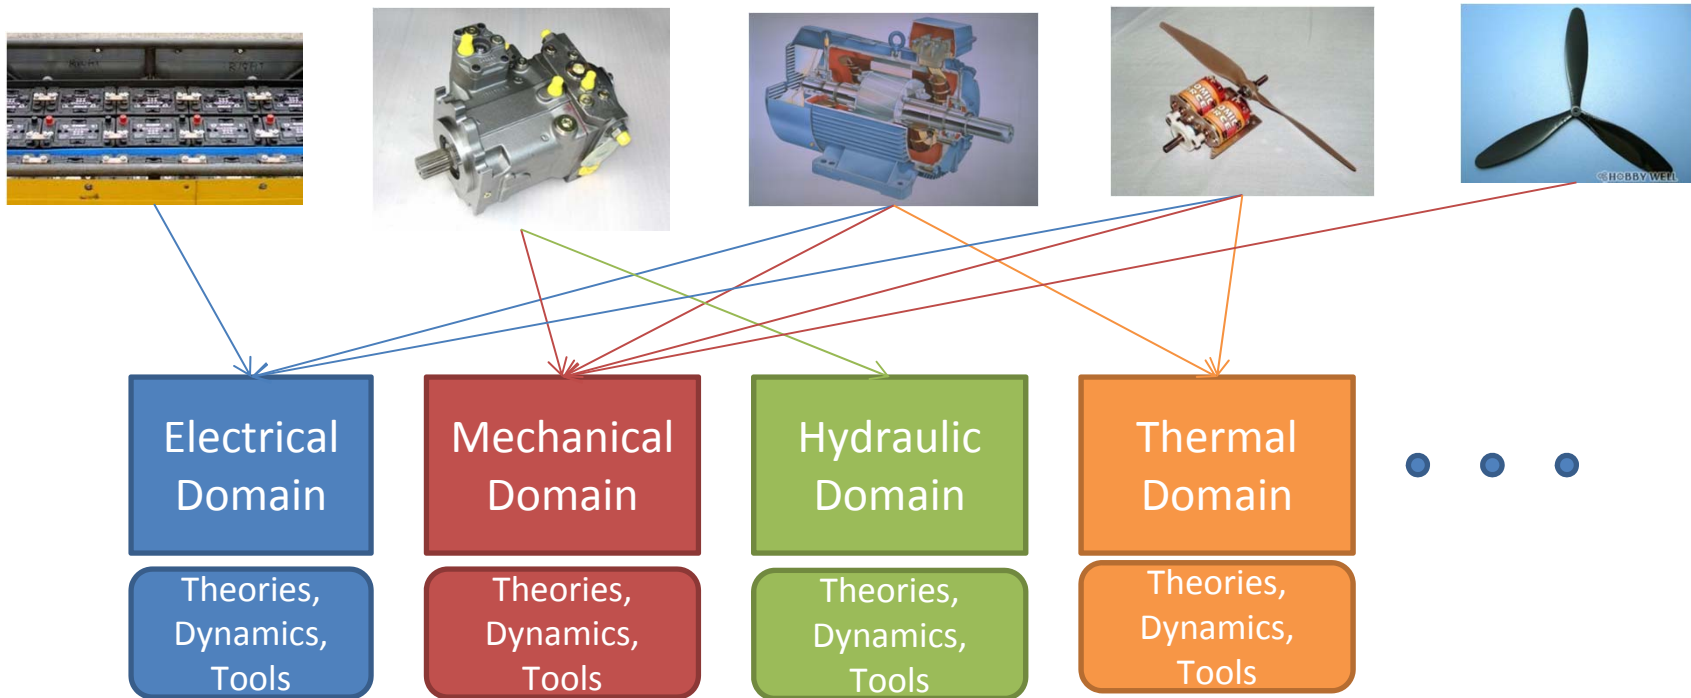 HOBBY WELL
Electrical
Domain
Mechanical
Domain
Hydraulic
Domain
Thermal
Domain
Theories,
Dynamics,
Tools
Theories,
Dynamics,
Tools
Theories,
Dynamics,
Tools
Theories,
Dynamics,
Tools